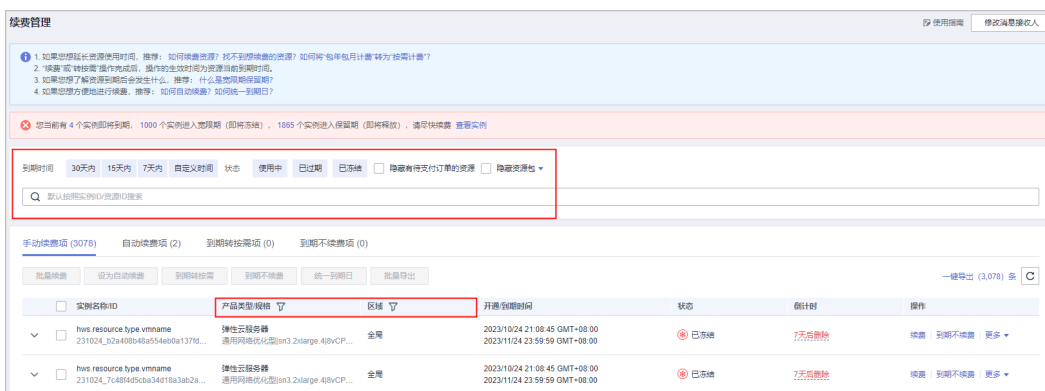 续费管理
使用指南 修改消息接收人
1. 如果您想延长资源使用时间，推荐： 如何续费资源？找不到想续费的资源？如何将“包年包月计费”转为“按需计费”？
2. “续费”或“转按需”操作完成后，操作的生效时间为资源当前到期时间。
3. 如果您想了解资源到期后会发生什么，推荐： 什么是宽限期保留期？
4. 如果您想方便地进行续费，推荐： 如何自动续费？如何统一到期日？
您当前有 4 个实例即将到期， 1000 个实例进入宽限期（即将冻结）， 1865 个实例进入保留期（即将释放），请尽快续费 查看实例
到期时间 30天内 15天内 7天内 自定义时间 状态 使用中 已过期 已冻结 隐藏有待支付订单的资源 隐藏资源包
默认按照实例ID/资源ID搜索
手动续费项 (3078) 自动续费项 (2) 到期转按需项 (0) 到期不续费项 (0)
批量续费 设为自动续费 到期转按需 到期不续费 统一到期日 批量导出 一键导出 (3,078) 条
实例名称/ID 产品类型/规格 区域 开通/到期时间 状态 倒计时 操作
hws.resource.type.vmname 弹性云服务器 全局 2023/10/24 21:08:45 GMT+08:00 已冻结 7天后删除 续费 到期不续费 更多
231024_b2a408b48a554eb0a137fd... 通用网络优化型|sn3.2xlarge.4|8vCP... 2023/11/24 23:59:59 GMT+08:00
hws.resource.type.vmname 弹性云服务器 全局 2023/10/24 21:08:45 GMT+08:00 已冻结 7天后删除 续费 到期不续费 更多
231024_7c48f4d5cba34d18a3ab2a... 通用网络优化型|sn3.2xlarge.4|8vCP... 2023/11/24 23:59:59 GMT+08:00